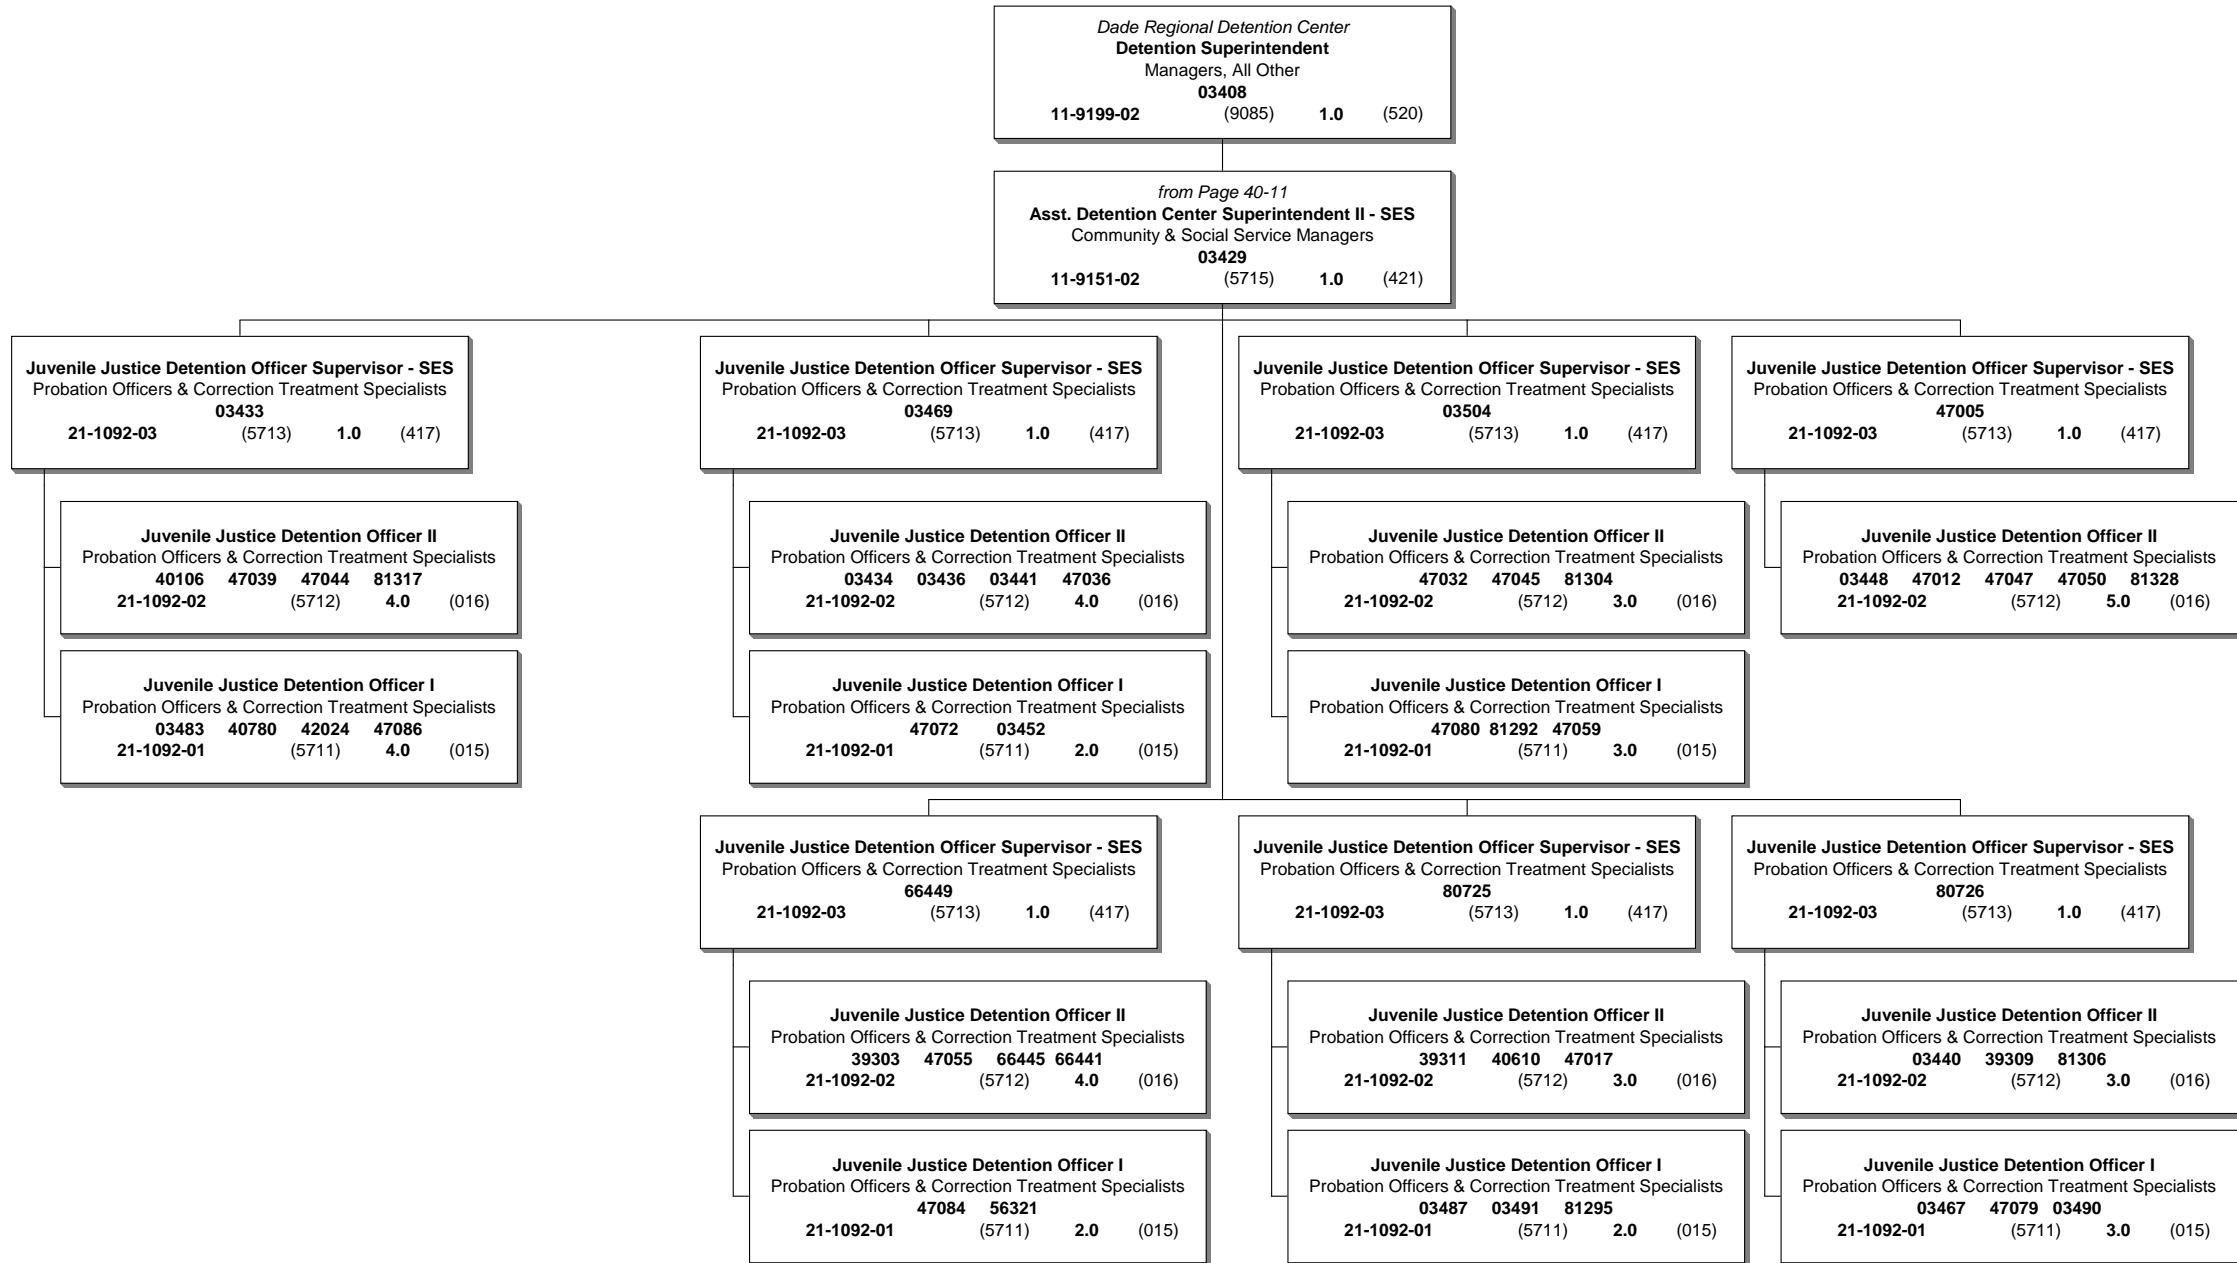 Dade Regional Detention Center
Detention Superintendent
Managers, All Other
03408
11-9199-02 (9085) 1.0 (520)
from Page 40-11
Asst. Detention Center Superintendent II - SES
Community & Social Service Managers
03429
11-9151-02 (5715) 1.0 (421)
Juvenile Justice Detention Officer Supervisor - SES
Probation Officers & Correction Treatment Specialists
03433
21-1092-03 (5713) 1.0 (417)
Juvenile Justice Detention Officer II
Probation Officers & Correction Treatment Specialists
40106 47039 47044 81317
21-1092-02 (5712) 4.0 (016)
Juvenile Justice Detention Officer I
Probation Officers & Correction Treatment Specialists
03483 40780 42024 47086
21-1092-01 (5711) 4.0 (015)
Juvenile Justice Detention Officer Supervisor - SES
Probation Officers & Correction Treatment Specialists
03469
21-1092-03 (5713) 1.0 (417)
Juvenile Justice Detention Officer II
Probation Officers & Correction Treatment Specialists
03434 03436 03441 47036
21-1092-02 (5712) 4.0 (016)
Juvenile Justice Detention Officer I
Probation Officers & Correction Treatment Specialists
47072 03452
21-1092-01 (5711) 2.0 (015)
Juvenile Justice Detention Officer Supervisor - SES
Probation Officers & Correction Treatment Specialists
03504
21-1092-03 (5713) 1.0 (417)
Juvenile Justice Detention Officer II
Probation Officers & Correction Treatment Specialists
47032 47045 81304
21-1092-02 (5712) 3.0 (016)
Juvenile Justice Detention Officer I
Probation Officers & Correction Treatment Specialists
47080 81292 47059
21-1092-01 (5711) 3.0 (015)
Juvenile Justice Detention Officer Supervisor - SES
Probation Officers & Correction Treatment Specialists
47005
21-1092-03 (5713) 1.0 (417)
Juvenile Justice Detention Officer II
Probation Officers & Correction Treatment Specialists
03448 47012 47047 47050 81328
21-1092-02 (5712) 5.0 (016)
Juvenile Justice Detention Officer Supervisor - SES
Probation Officers & Correction Treatment Specialists
66449
21-1092-03 (5713) 1.0 (417)
Juvenile Justice Detention Officer II
Probation Officers & Correction Treatment Specialists
39303 47055 66445 66441
21-1092-02 (5712) 4.0 (016)
Juvenile Justice Detention Officer I
Probation Officers & Correction Treatment Specialists
47084 56321
21-1092-01 (5711) 2.0 (015)
Juvenile Justice Detention Officer Supervisor - SES
Probation Officers & Correction Treatment Specialists
80725
21-1092-03 (5713) 1.0 (417)
Juvenile Justice Detention Officer II
Probation Officers & Correction Treatment Specialists
39311 40610 47017
21-1092-02 (5712) 3.0 (016)
Juvenile Justice Detention Officer I
Probation Officers & Correction Treatment Specialists
03487 03491 81295
21-1092-01 (5711) 2.0 (015)
Juvenile Justice Detention Officer Supervisor - SES
Probation Officers & Correction Treatment Specialists
80726
21-1092-03 (5713) 1.0 (417)
Juvenile Justice Detention Officer II
Probation Officers & Correction Treatment Specialists
03440 39309 81306
21-1092-02 (5712) 3.0 (016)
Juvenile Justice Detention Officer I
Probation Officers & Correction Treatment Specialists
03467 47079 03490
21-1092-01 (5711) 3.0 (015)